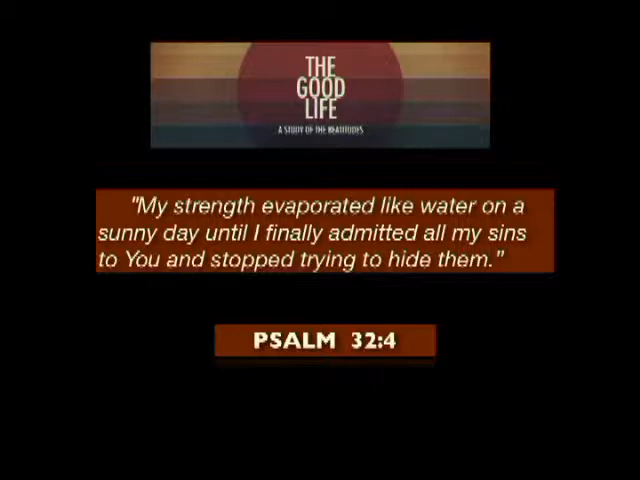 THE
GOOD
LIFE
A STUDY OF THE BEATITUDES
"My strength evaporated like water on a
sunny day until I finally admitted all my sins
to You and stopped trying to hide them."
PSALM 32:4